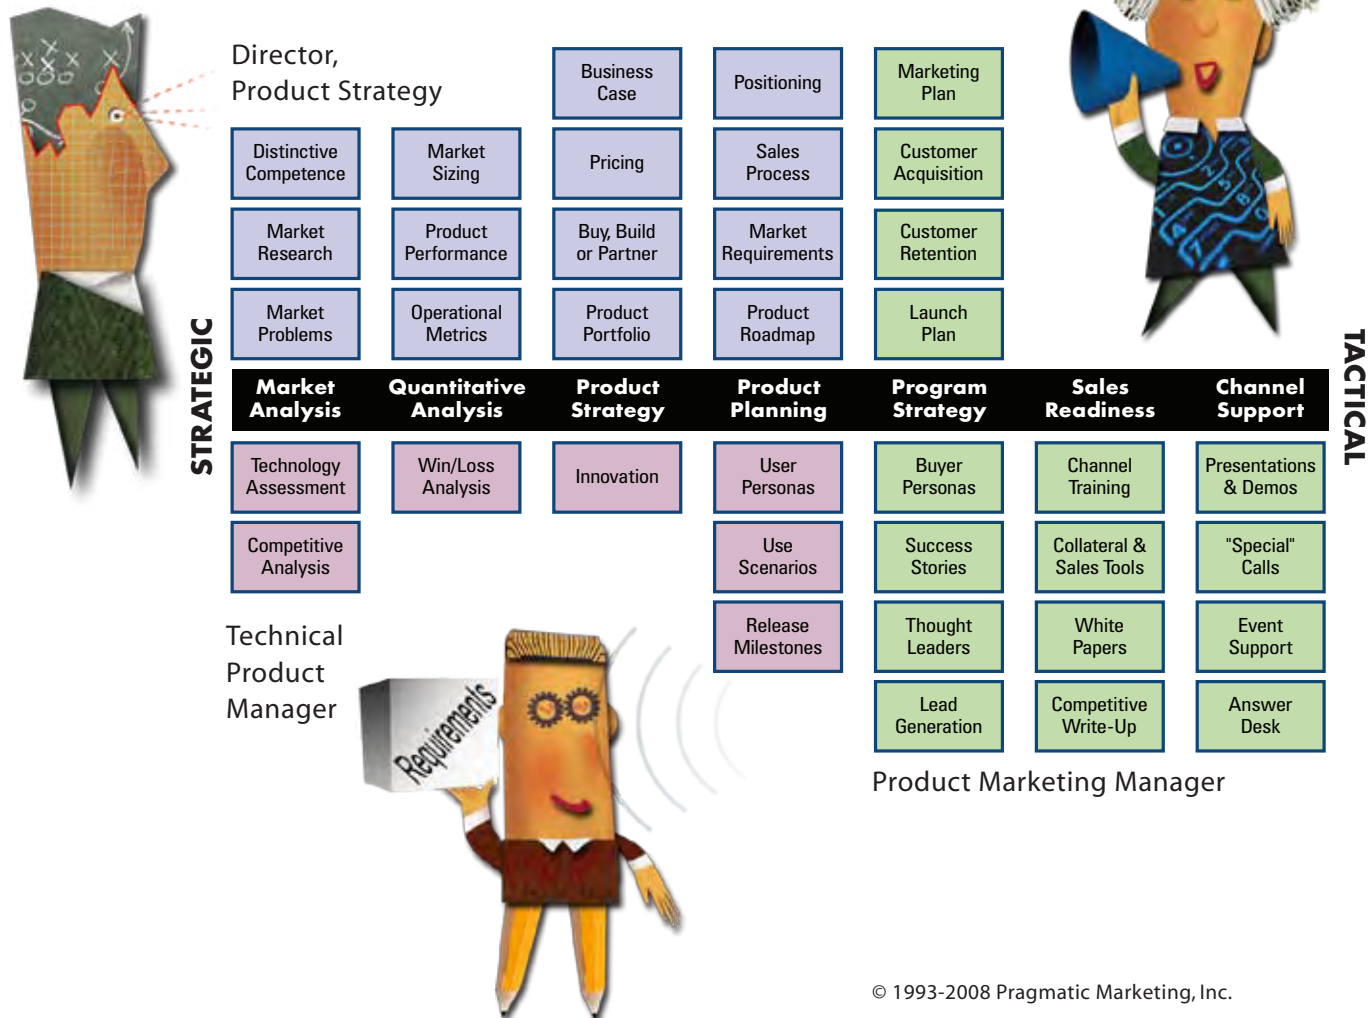 Director,
Product Strategy
Business
Case
Positioning
Marketing
Plan
Distinctive
Competence
Market
Sizing
Pricing
Sales
Process
Customer
Acquisition
Market
Research
Product
Performance
Buy, Build
or Partner
Market
Requirements
Customer
Retention
Market
Problems
Operational
Metrics
Product
Portfolio
Product
Roadmap
Launch
Plan
STRATEGIC
Market
Analysis
Quantitative
Analysis
Product
Strategy
Product
Planning
Program
Strategy
Sales
Readiness
Channel
Support
TACTICAL
Technology
Assessment
Win/Loss
Analysis
Innovation
User
Personas
Buyer
Personas
Channel
Training
Presentations
& Demos
Competitive
Analysis
Use
Scenarios
Success
Stories
Collateral &
Sales Tools
"Special"
Calls
Release
Milestones
Thought
Leaders
White
Papers
Event
Support
Lead
Generation
Competitive
Write-Up
Answer
Desk
Technical
Product
Manager
Requirements
Product Marketing Manager
© 1993-2008 Pragmatic Marketing, Inc.